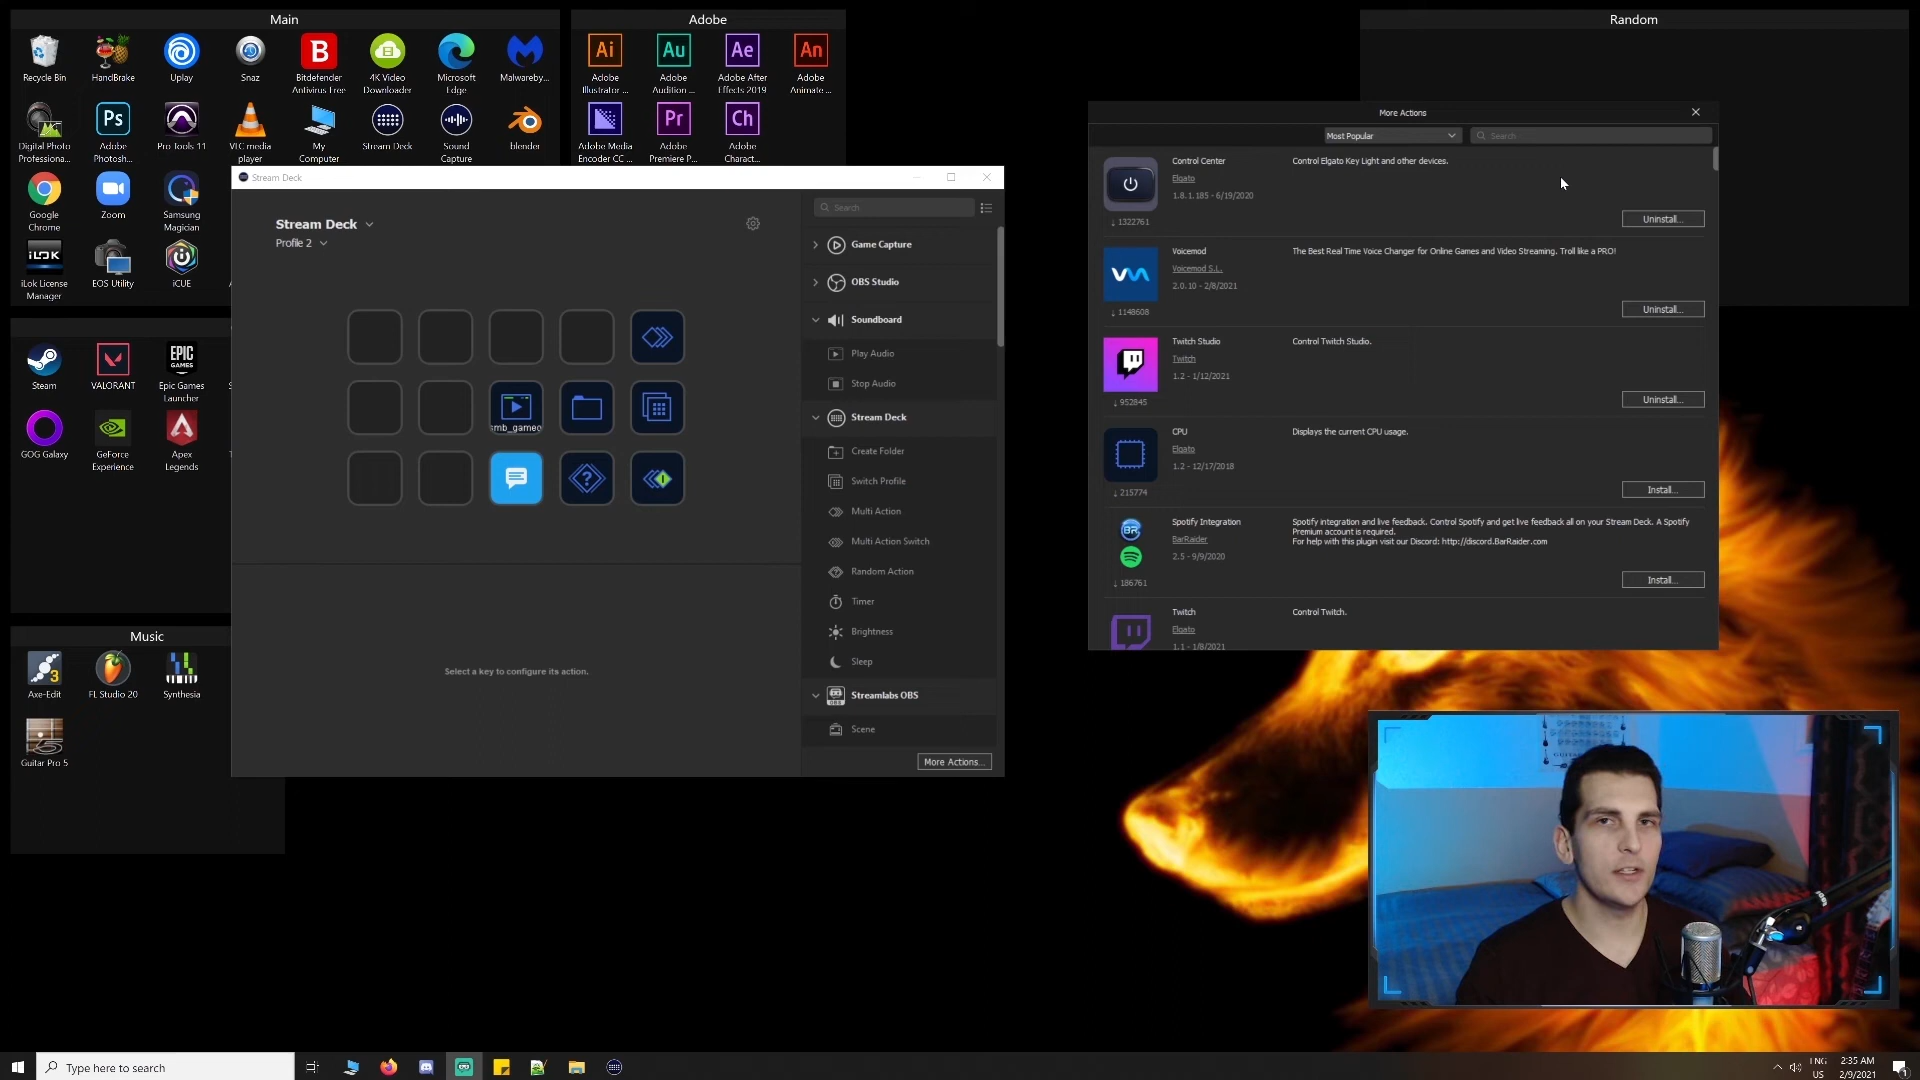 Main
Recycle Bin
HandBrake
Uplay
Snaz
Bitdefender
Antivirus Free
4K Video
Downloader
Microsoft
Edge
Malwareby...
Digital Photo
Professiona...
Adobe
Photosh...
Pro Tools 11
VLC media
player
My
Computer
Stream Deck
Sound
Capture
blender
Google
Chrome
Zoom
Samsung
Magician
iLok License
Manager
EOS Utility
iCUE
Adobe
Adobe
Illustrator ...
Adobe
Audition ...
Adobe After
Effects 2019
Adobe
Animate ...
Adobe Media
Encoder CC ...
Adobe
Premiere P...
Adobe
Charact...
Random
Steam
VALORANT
Epic Games
Launcher
GOG Galaxy
GeForce
Experience
Apex
Legends
Music
Axe-Edit
FL Studio 20
Synthesia
Guitar Pro 5
Stream Deck
Stream Deck
Profile 2
smb_gameo
Select a key to configure its action.
Search
Game Capture
OBS Studio
Soundboard
Play Audio
Stop Audio
Stream Deck
Create Folder
Switch Profile
Multi Action
Multi Action Switch
Random Action
Timer
Brightness
Sleep
Streamlabs OBS
Scene
More Actions...
More Actions
Most Popular
Search
Control Center
Elgato
1.8.1.185 - 6/19/2020
Control Elgato Key Light and other devices.
↓ 1322761
Uninstall...
Voicemod
Voicemod S.L.
2.0.10 - 2/8/2021
The Best Real Time Voice Changer for Online Games and Video Streaming. Troll like a PRO!
↓ 1148608
Uninstall...
Twitch Studio
Twitch
1.2 - 1/12/2021
Control Twitch Studio.
↓ 952845
Uninstall...
CPU
Elgato
1.2 - 12/17/2018
Displays the current CPU usage.
↓ 215774
Install...
Spotify Integration
BarRaider
2.5 - 9/9/2020
Spotify integration and live feedback. Control Spotify and get live feedback all on your Stream Deck. A Spotify
Premium account is required.
For help with this plugin visit our Discord: http://discord.BarRaider.com
↓ 186761
Install...
Twitch
Elgato
1.1 - 1/8/2021
Control Twitch.
Type here to search
ENG
US
2:35 AM
2/9/2021